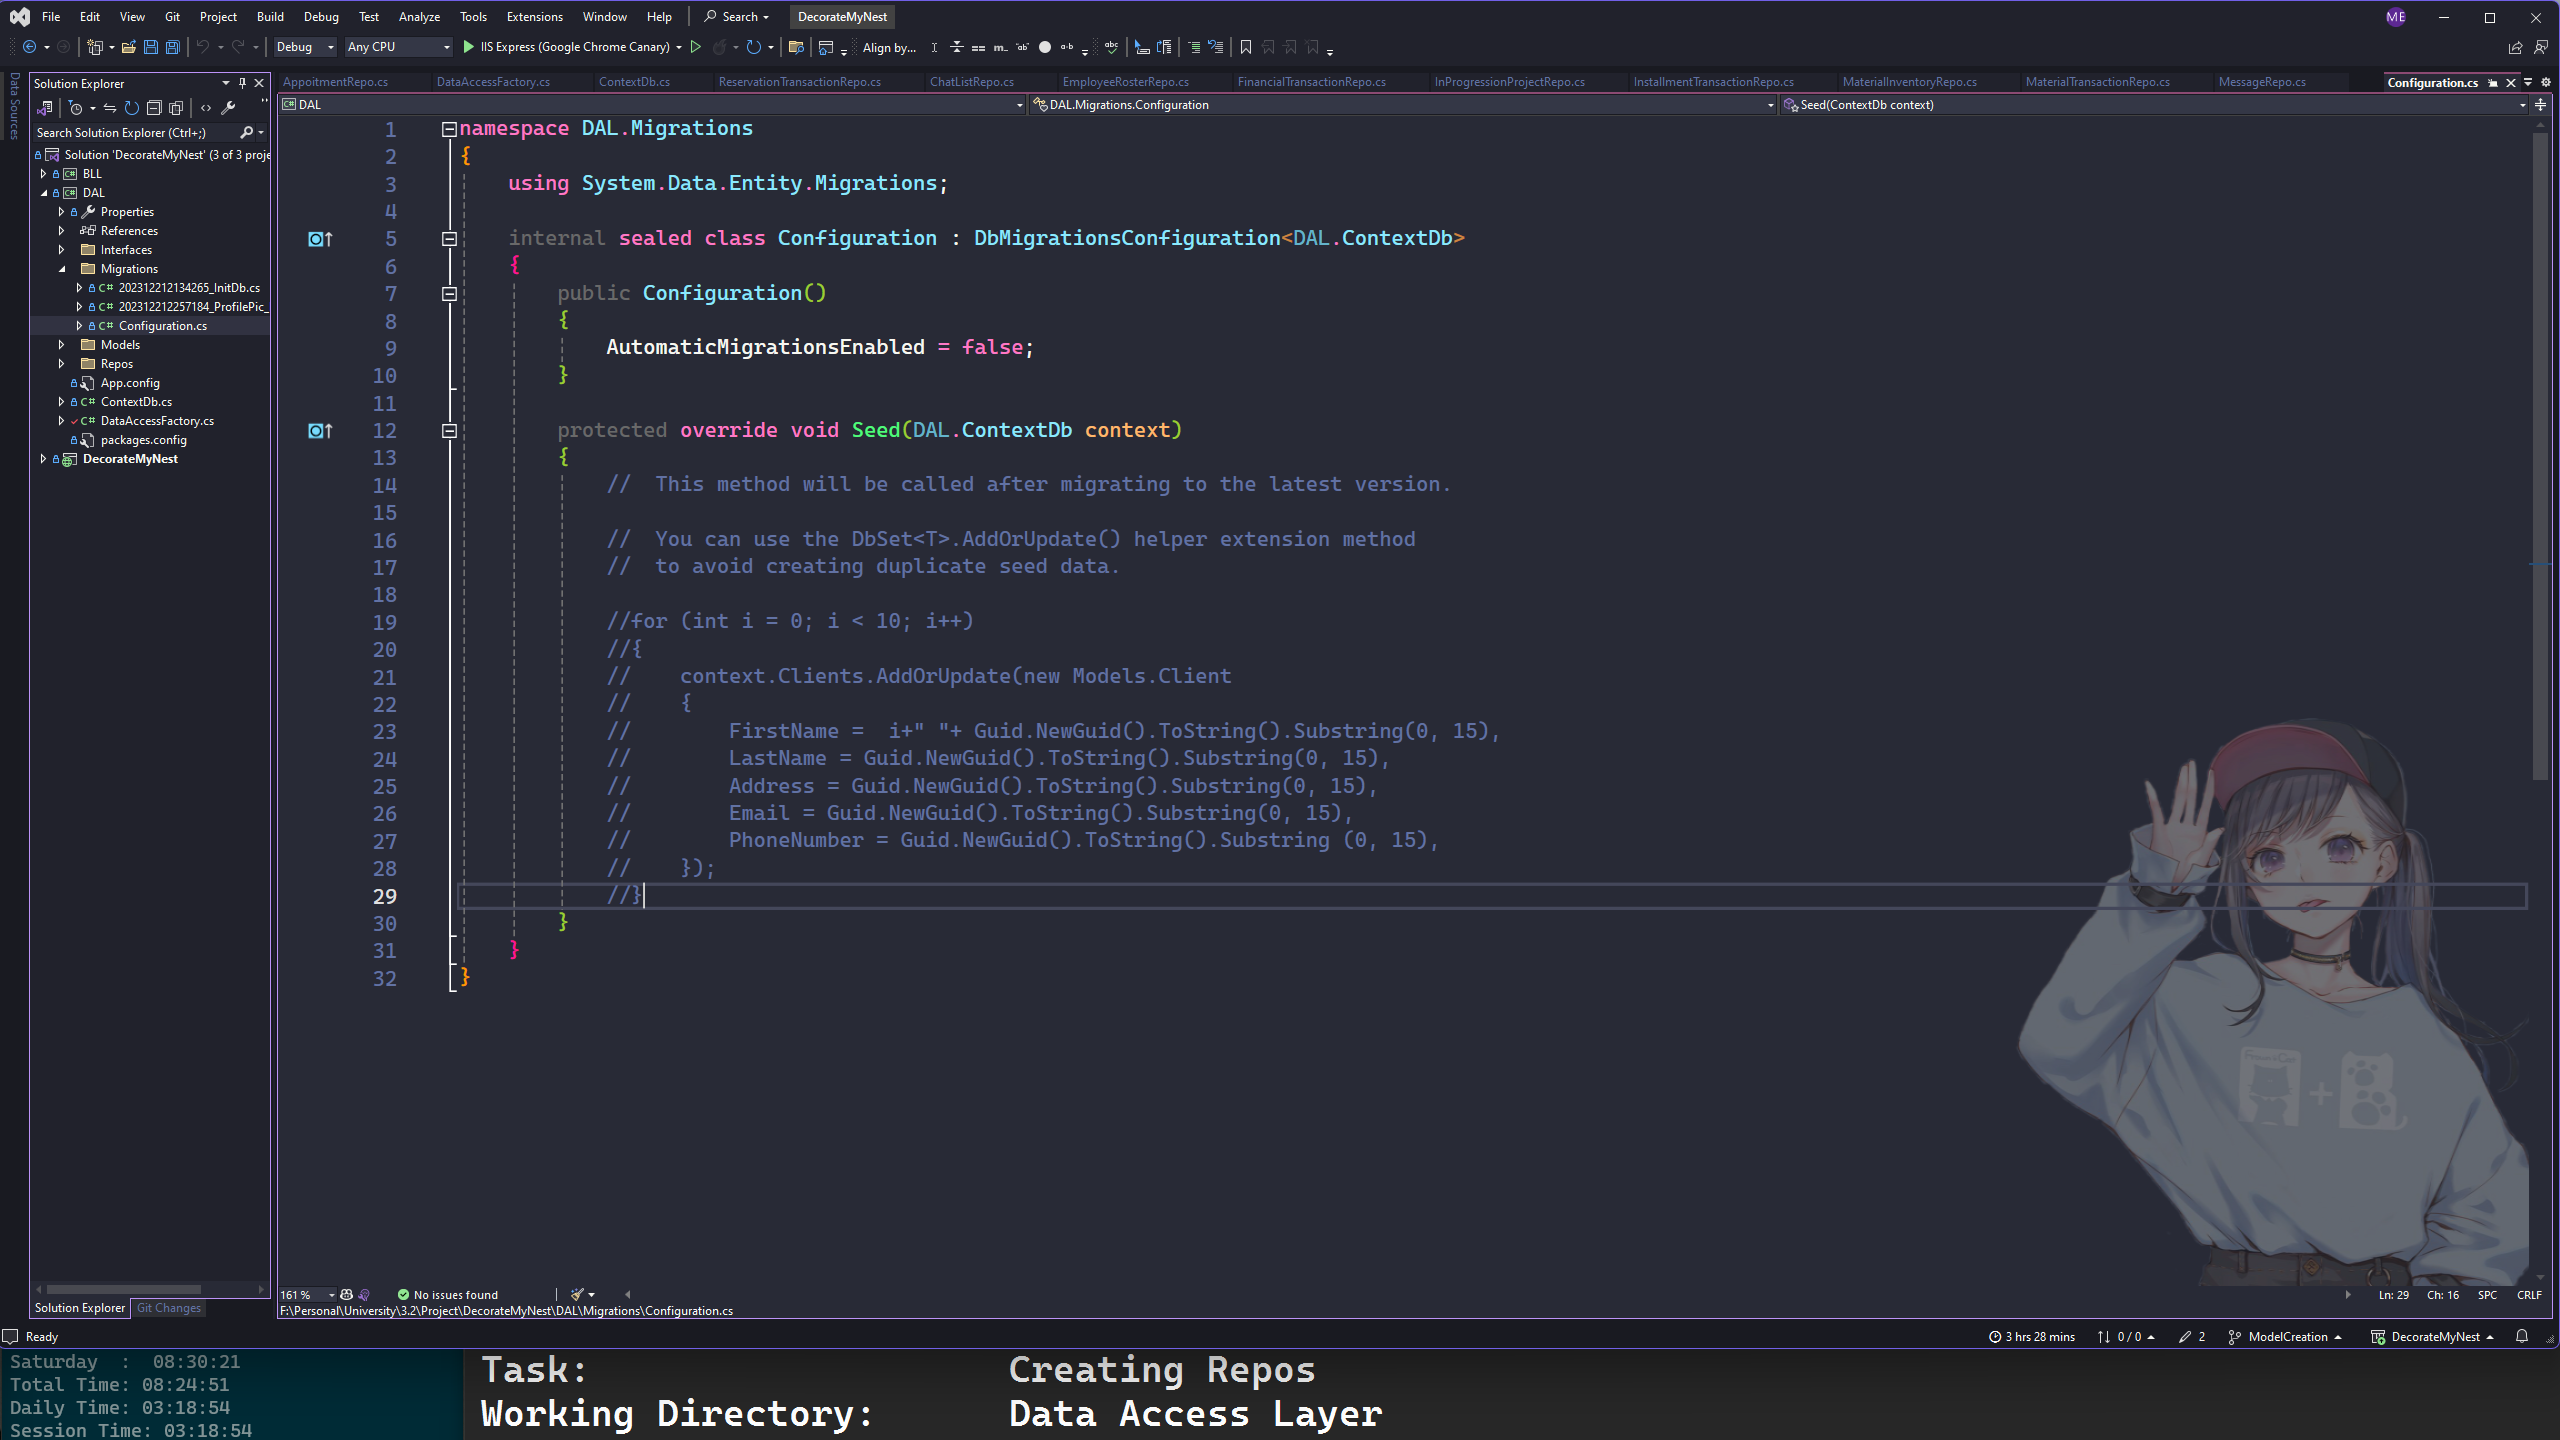 File Edit View Git Project Build Debug Test Analyze Tools Extensions Window Help Search DecorateMyNest ME
Debug Any CPU IIS Express (Google Chrome Canary) Align by...
Data Sources
Solution Explorer
Search Solution Explorer (Ctrl+;)
Solution 'DecorateMyNest' (3 of 3 proje
BLL
DAL
Properties
References
Interfaces
Migrations
202312212134265_InitDb.cs
202312212257184_ProfilePic_
Configuration.cs
Models
Repos
App.config
ContextDb.cs
DataAccessFactory.cs
packages.config
DecorateMyNest
Solution Explorer Git Changes
AppoitmentRepo.cs DataAccessFactory.cs ContextDb.cs ReservationTransactionRepo.cs ChatListRepo.cs EmployeeRosterRepo.cs FinancialTransactionRepo.cs InProgressionProjectRepo.cs InstallmentTransactionRepo.cs MaterialInventoryRepo.cs MaterialTransactionRepo.cs MessageRepo.cs Configuration.cs
DAL DAL.Migrations.Configuration Seed(ContextDb context)
1 namespace DAL.Migrations
2 {
3 using System.Data.Entity.Migrations;
4
5 internal sealed class Configuration : DbMigrationsConfiguration<DAL.ContextDb>
6 {
7 public Configuration()
8 {
9 AutomaticMigrationsEnabled = false;
10 }
11
12 protected override void Seed(DAL.ContextDb context)
13 {
14 //  This method will be called after migrating to the latest version.
15
16 //  You can use the DbSet<T>.AddOrUpdate() helper extension method
17 //  to avoid creating duplicate seed data.
18
19 //for (int i = 0; i < 10; i++)
20 //{
21 //    context.Clients.AddOrUpdate(new Models.Client
22 //    {
23 //        FirstName =  i+" "+ Guid.NewGuid().ToString().Substring(0, 15),
24 //        LastName = Guid.NewGuid().ToString().Substring(0, 15),
25 //        Address = Guid.NewGuid().ToString().Substring(0, 15),
26 //        Email = Guid.NewGuid().ToString().Substring(0, 15),
27 //        PhoneNumber = Guid.NewGuid().ToString().Substring (0, 15),
28 //    });
29 //}
30 }
31 }
32 }
161 % No issues found Ln: 29 Ch: 16 SPC CRLF
F:\Personal\University\3.2\Project\DecorateMyNest\DAL\Migrations\Configuration.cs
Ready 3 hrs 28 mins 0 / 0 2 ModelCreation DecorateMyNest
Saturday  :  08:30:21
Total Time: 08:24:51
Daily Time: 03:18:54
Session Time: 03:18:54
Task: Creating Repos
Working Directory: Data Access Layer